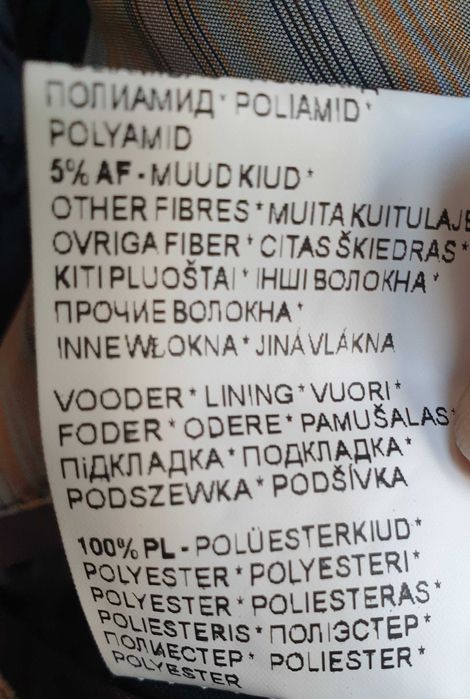 ПОЛИАМИД* POLIAMID*
POLYAMID
5% AF - MUUD KIUD*
OTHER FIBRES* MUITA KUITULAJE
ÖVRIGA FIBER* CITAS ŠKIEDRAS*
KITI PLUOŠTAI* ІНШІ ВОЛОКНА*
ПРОЧИЕ ВОЛОКНА*
INNE WŁOKNA* JINÁ VLÁKNA
VOODER* LINING* VUORI*
FODER* ODERE* PAMUŠALAS*
ПіДКЛАДКА* ПОДКЛАДКА*
PODSZEWKA* PODŠÍVKA
100% PL - POLÜESTERKIUD*
POLYESTER* POLYESTERI*
POLYESTER* POLIESTERAS*
POLIESTERIS* ПОЛІЭСТЕР*
ПОЛИЕСТЕР* POLIESTER*
POLYESTER